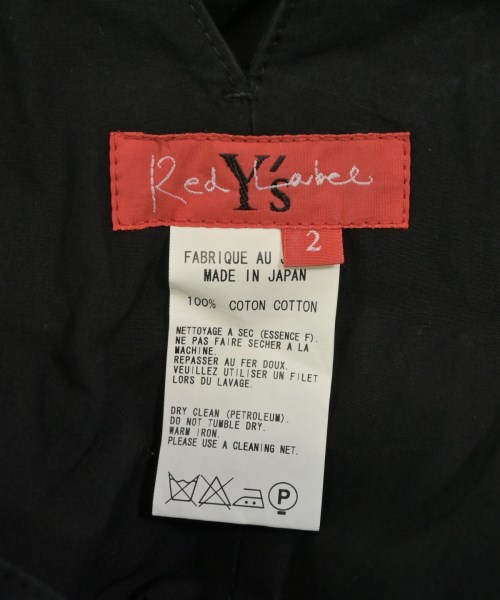 Red Label
Y's
2
FABRIQUE AU
MADE IN JAPAN
100% COTON COTTON
NETTOYAGE A SEC (ESSENCE F).
NE PAS FAIRE SECHER A LA
MACHINE.
REPASSER AU FER DOUX.
VEUILLEZ UTILISER UN FILET
LORS DU LAVAGE.
DRY CLEAN (PETROLEUM).
DO NOT TUMBLE DRY.
WARM IRON.
PLEASE USE A CLEANING NET.
P